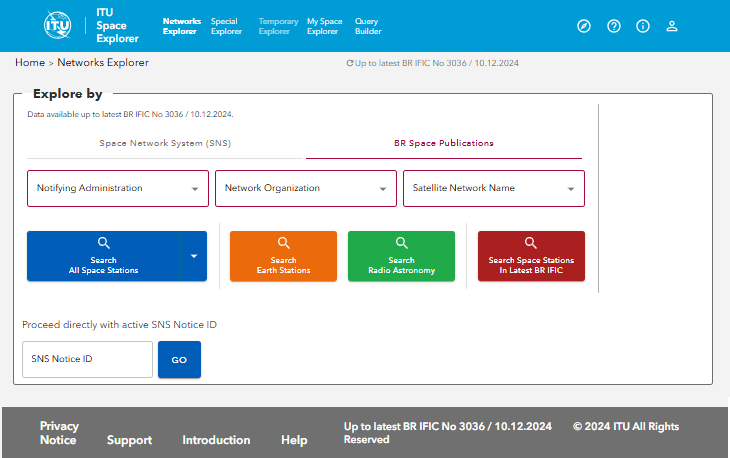 ITU
Space
Explorer
Networks
Explorer
Special
Explorer
Temporary
Explorer
My Space
Explorer
Query
Builder
Home > Networks Explorer
Up to latest BR IFIC No 3036 / 10.12.2024
Explore by
Data available up to latest BR IFIC No 3036 / 10.12.2024.
Space Network System (SNS)
BR Space Publications
Notifying Administration
Network Organization
Satellite Network Name
Search
All Space Stations
Search
Earth Stations
Search
Radio Astronomy
Search Space Stations
In Latest BR IFIC
Proceed directly with active SNS Notice ID
SNS Notice ID
GO
Privacy
Notice
Support
Introduction
Help
Up to latest BR IFIC No 3036 / 10.12.2024 © 2024 ITU All Rights
Reserved